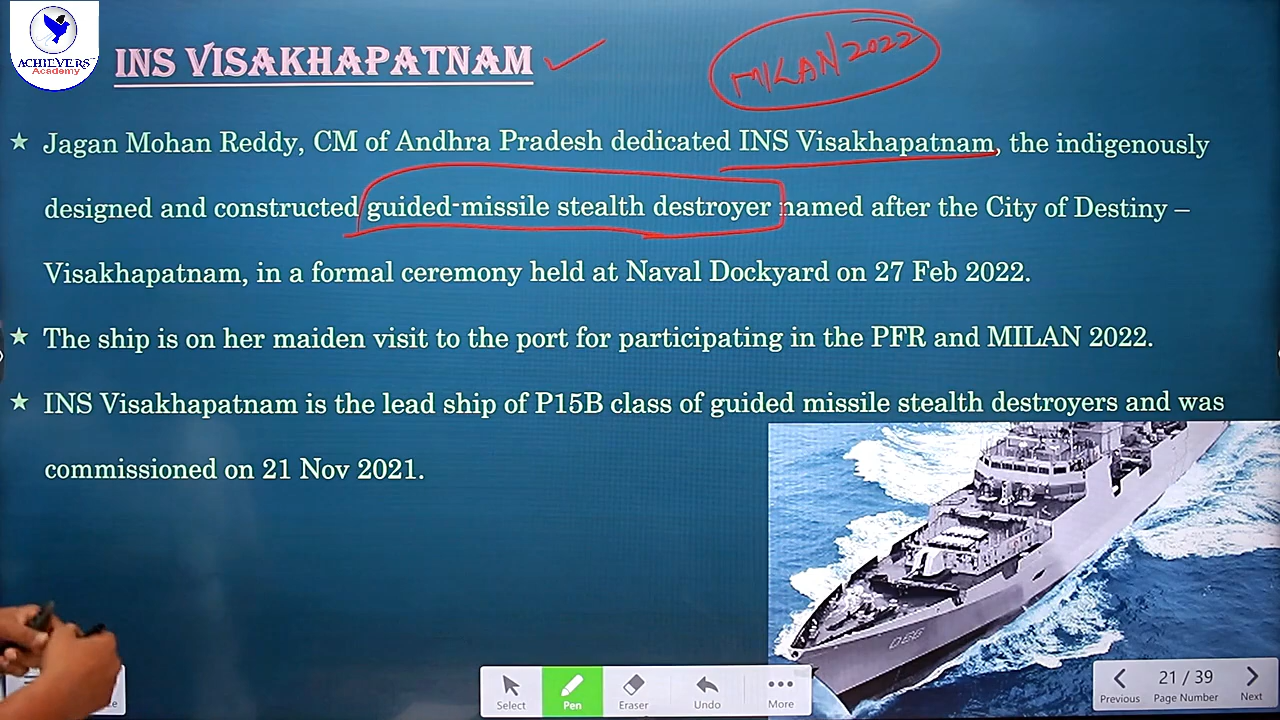 ACHIEVERS
Academy
INS VISAKHAPATNAM
MILAN 2022
★ Jagan Mohan Reddy, CM of Andhra Pradesh dedicated INS Visakhapatnam, the indigenously
designed and constructed guided-missile stealth destroyer named after the City of Destiny –
Visakhapatnam, in a formal ceremony held at Naval Dockyard on 27 Feb 2022.
★ The ship is on her maiden visit to the port for participating in the PFR and MILAN 2022.
★ INS Visakhapatnam is the lead ship of P15B class of guided missile stealth destroyers and was
commissioned on 21 Nov 2021.
Select Pen Eraser Undo More
Previous 21 / 39 Page Number Next